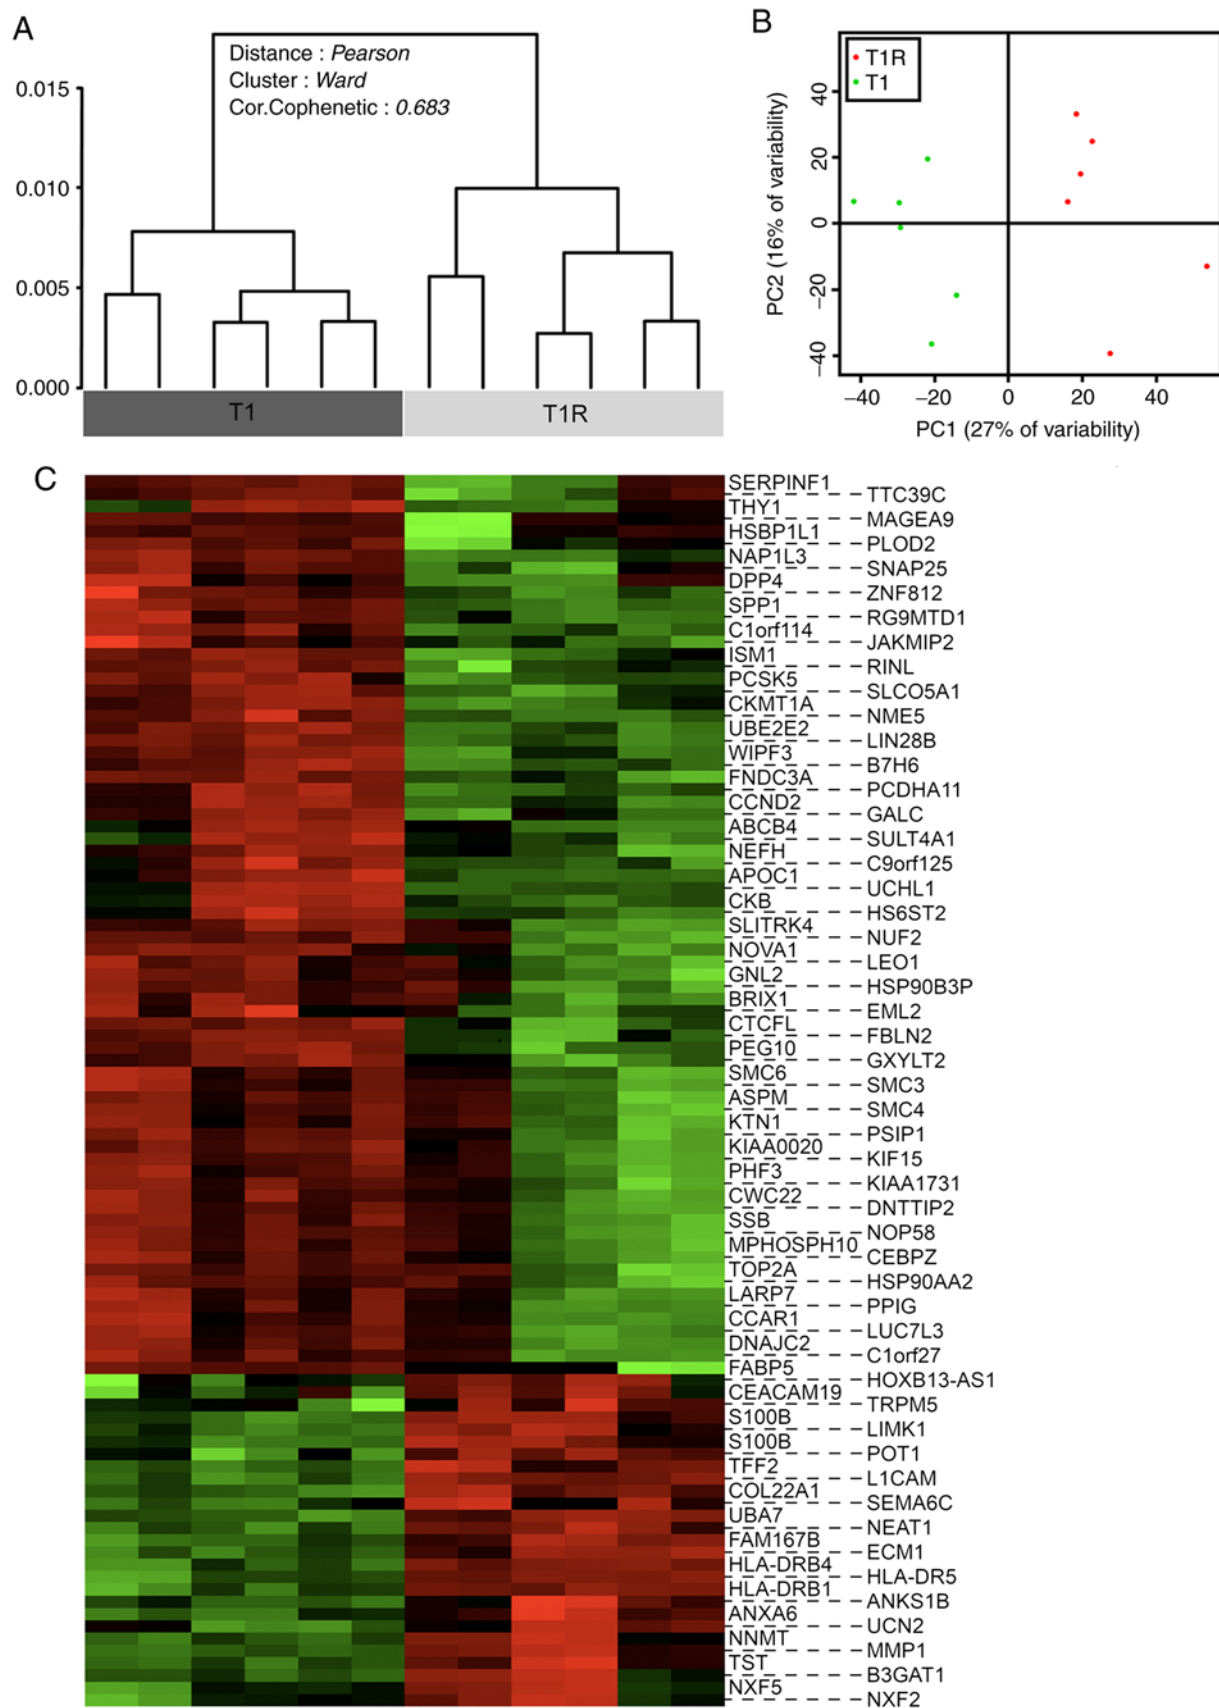 A
Distance : Pearson
Cluster : Ward
Cor.Cophenetic : 0.683
0.015
0.010
0.005
0.000
T1
T1R
B
T1R
T1
PC2 (16% of variability)
40
20
0
−20
−40
−40
−20
0
20
40
PC1 (27% of variability)
C
SERPINF1
TTC39C
THY1
MAGEA9
HSBP1L1
PLOD2
NAP1L3
SNAP25
DPP4
ZNF812
SPP1
RG9MTD1
C1orf114
JAKMIP2
ISM1
RINL
PCSK5
SLCO5A1
CKMT1A
NME5
UBE2E2
LIN28B
WIPF3
B7H6
FNDC3A
PCDHA11
CCND2
GALC
ABCB4
SULT4A1
NEFH
C9orf125
APOC1
UCHL1
CKB
HS6ST2
SLITRK4
NUF2
NOVA1
LEO1
GNL2
HSP90B3P
BRIX1
EML2
CTCFL
FBLN2
PEG10
GXYLT2
SMC6
SMC3
ASPM
SMC4
KTN1
PSIP1
KIAA0020
KIF15
PHF3
KIAA1731
CWC22
DNTTIP2
SSB
NOP58
MPHOSPH10
CEBPZ
TOP2A
HSP90AA2
LARP7
PPIG
CCAR1
LUC7L3
DNAJC2
C1orf27
FABP5
HOXB13-AS1
CEACAM19
TRPM5
S100B
LIMK1
S100B
POT1
TFF2
L1CAM
COL22A1
SEMA6C
UBA7
NEAT1
FAM167B
ECM1
HLA-DRB4
HLA-DR5
HLA-DRB1
ANKS1B
ANXA6
UCN2
NNMT
MMP1
TST
B3GAT1
NXF5
NXF2